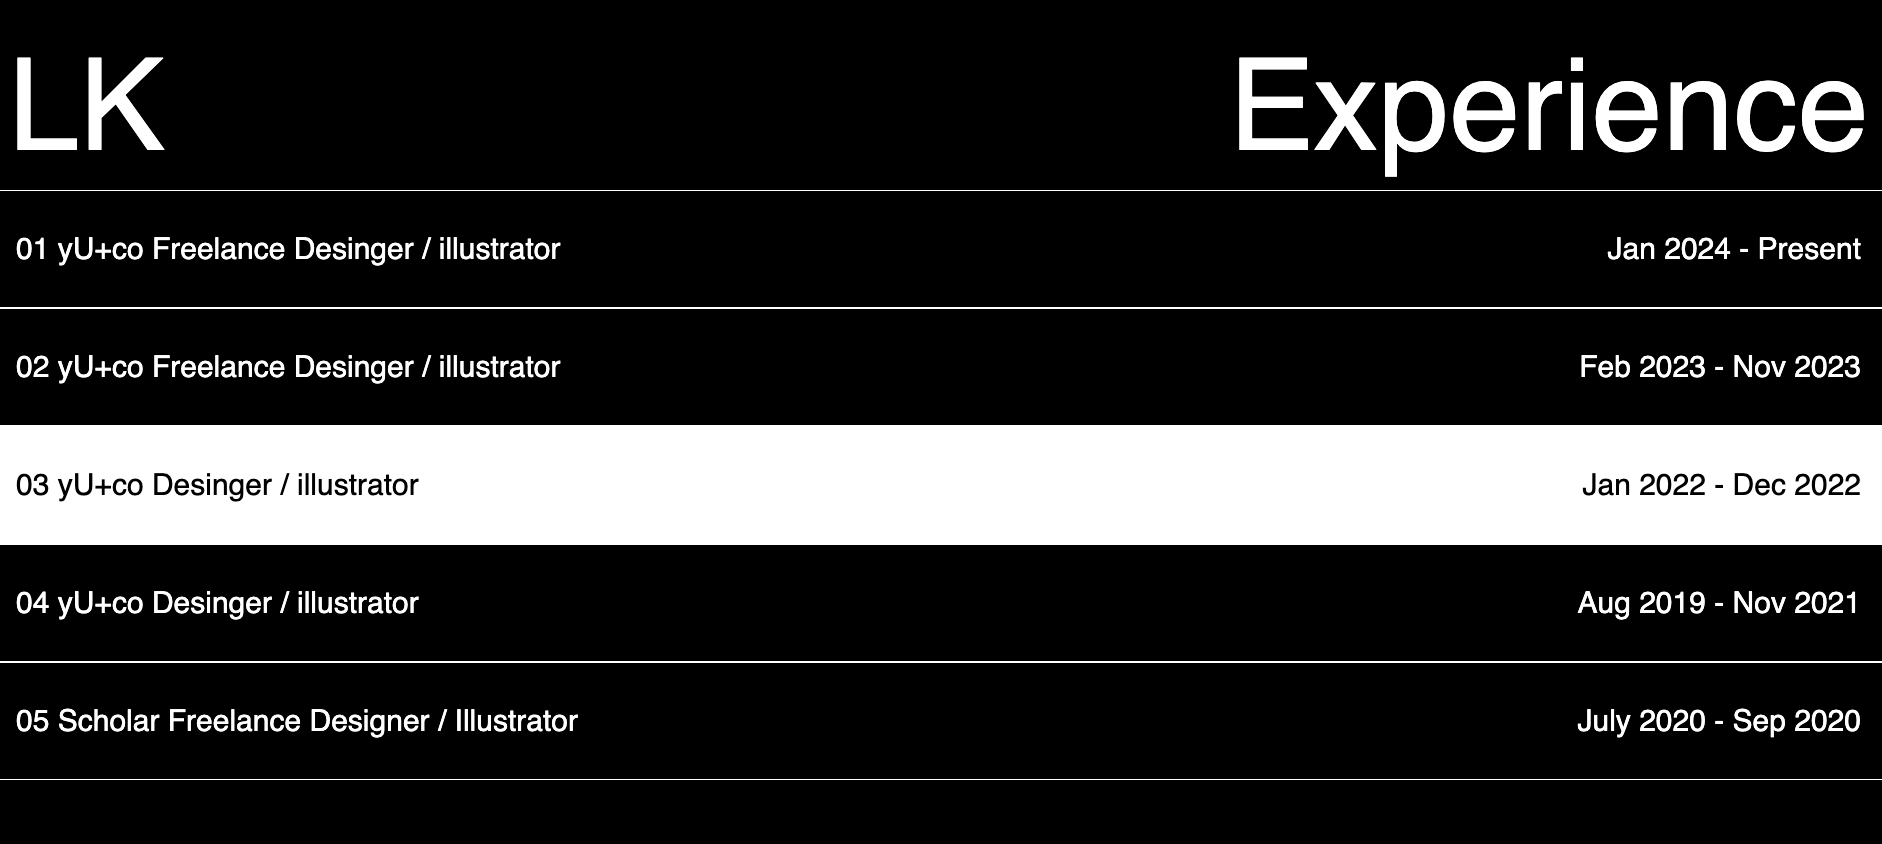 LK Experience
01 yU+co Freelance Desinger / illustrator Jan 2024 - Present
02 yU+co Freelance Desinger / illustrator Feb 2023 - Nov 2023
03 yU+co Desinger / illustrator Jan 2022 - Dec 2022
04 yU+co Desinger / illustrator Aug 2019 - Nov 2021
05 Scholar Freelance Designer / Illustrator July 2020 - Sep 2020